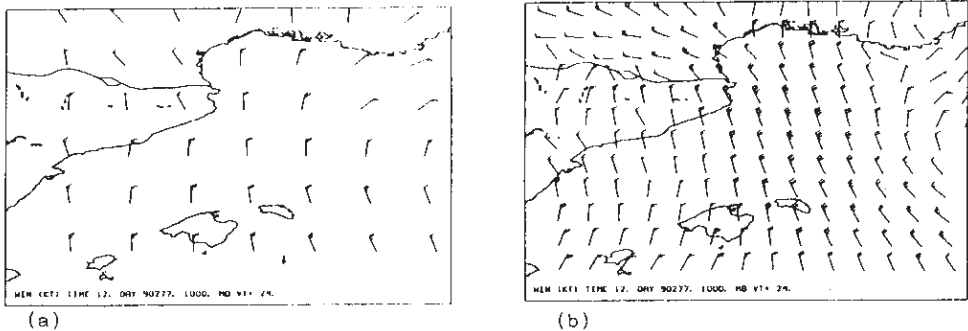 WIN (KT) TIME 12, DAY 90277, 1000, MB VT= 24,
(a)
WIN (KT) TIME 12, DAY 90277, 1000, MB VT= 24,
(b)